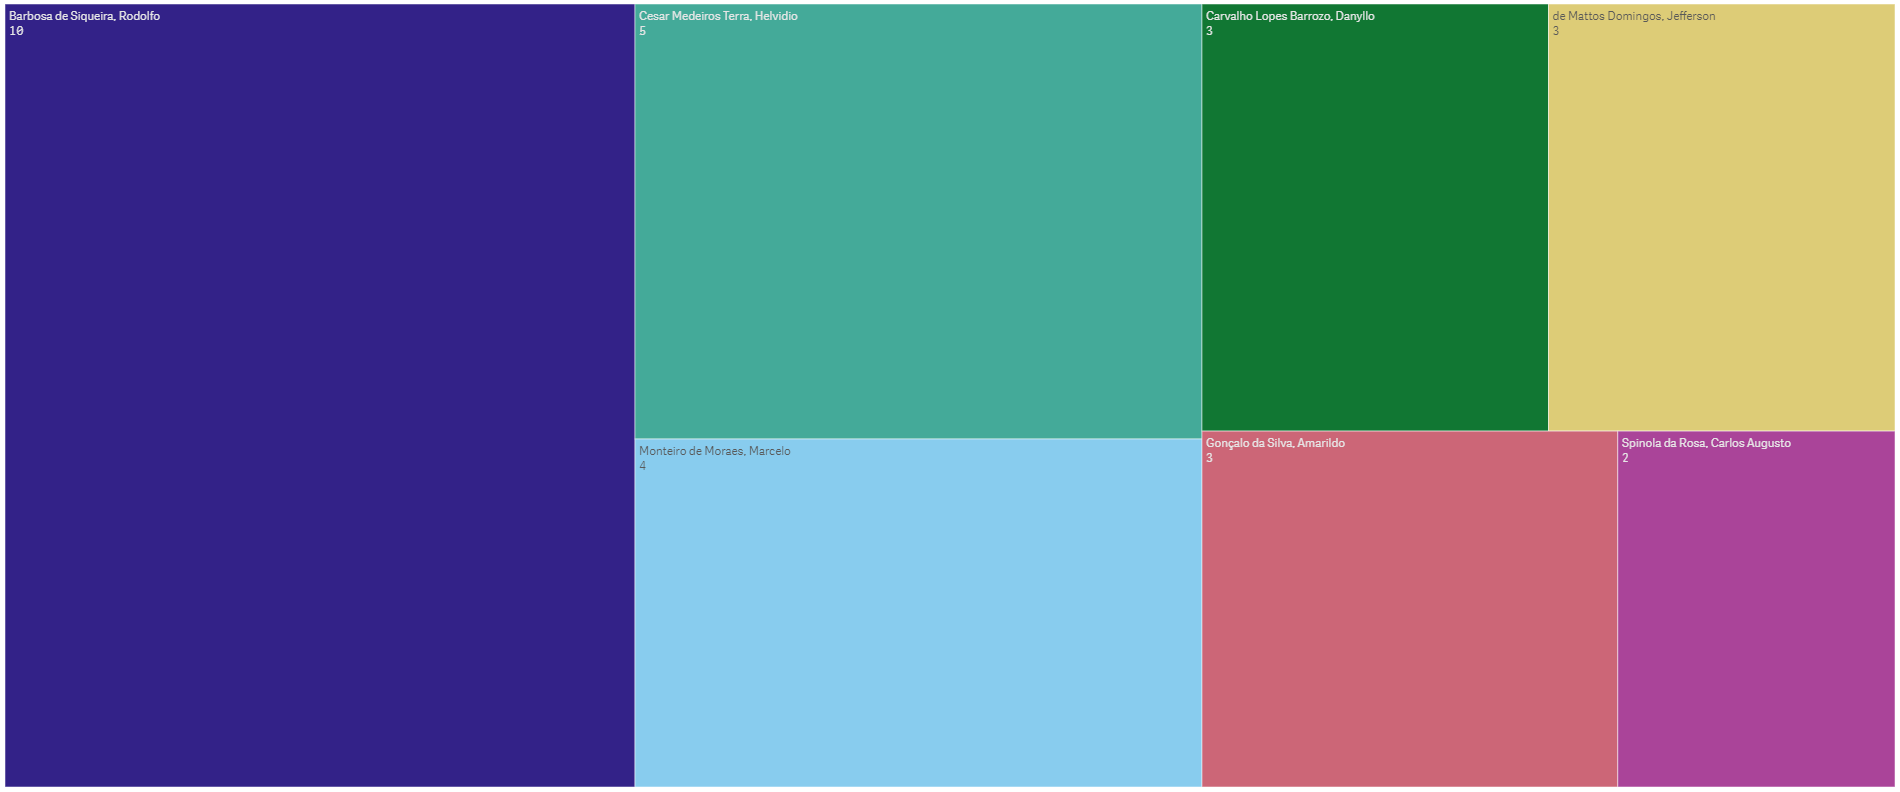 Barbosa de Siqueira, Rodolfo
10
Cesar Medeiros Terra, Helvidio
5
Carvalho Lopes Barrozo, Danyllo
3
de Mattos Domingos, Jefferson
3
Monteiro de Moraes, Marcelo
4
Gonçalo da Silva, Amarildo
3
Spinola da Rosa, Carlos Augusto
2